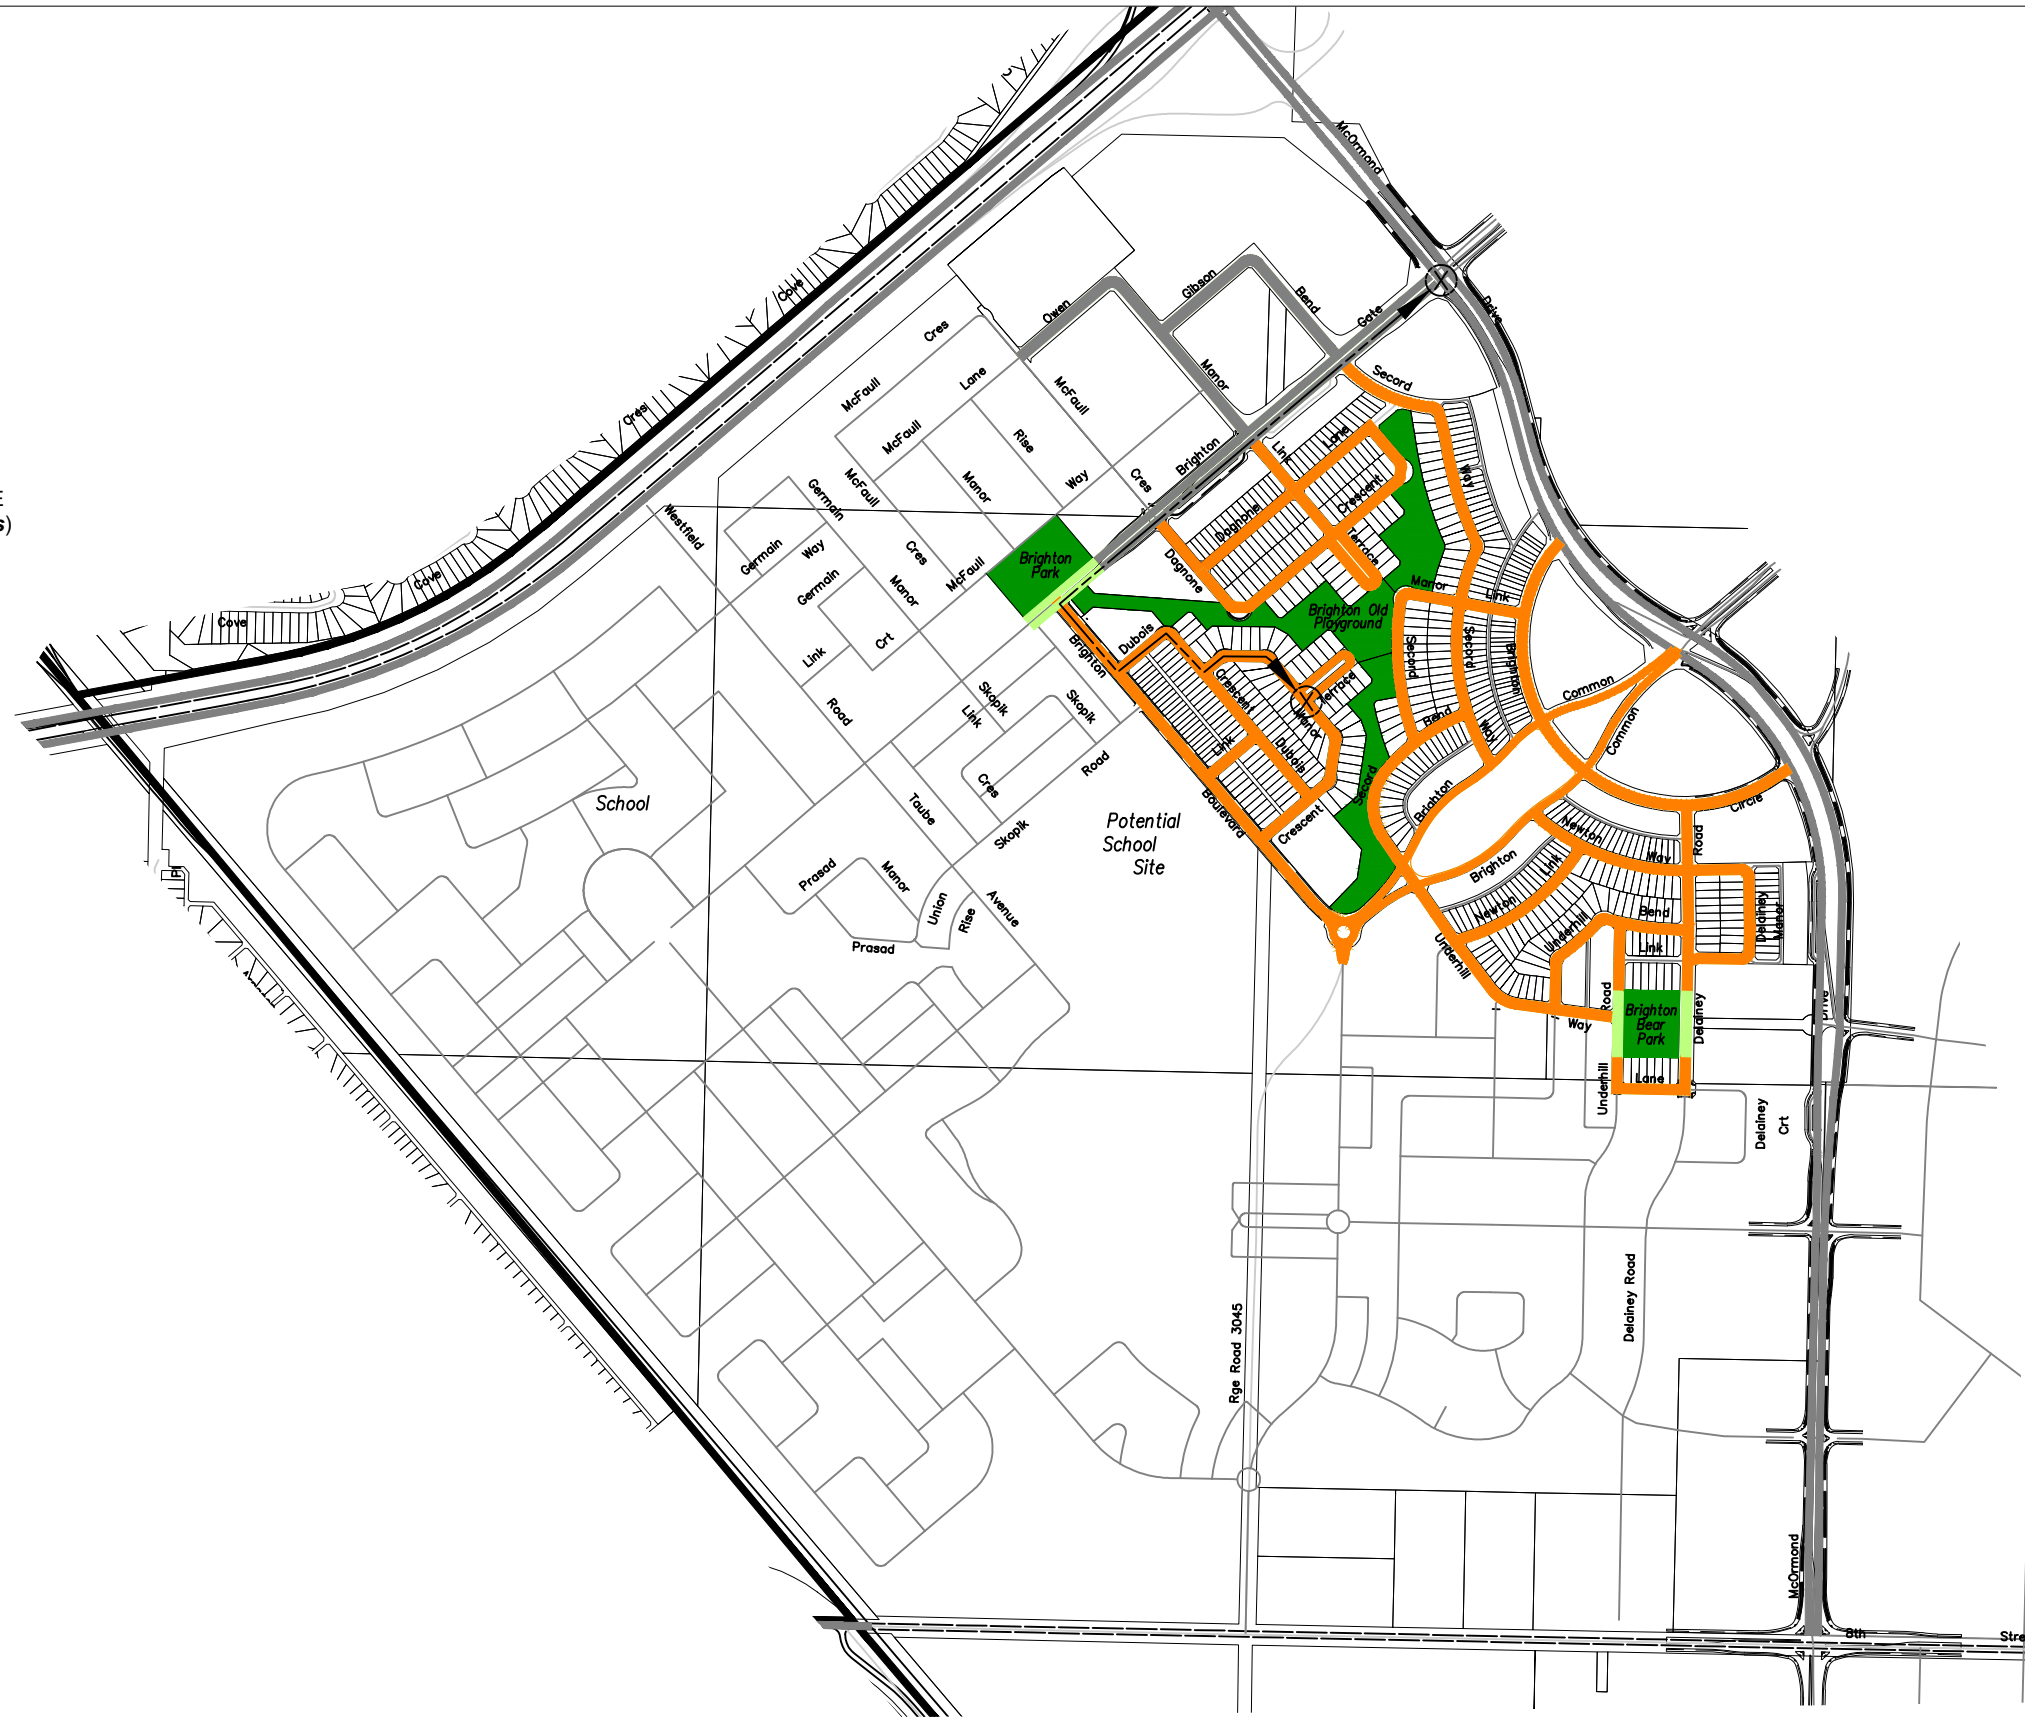 McOrmond
Drive
Gibson
Bend
Owen
Manor
Gate
Secord
Cove
Cres
Cove
Cove
Cres
McFaull
Lane
McFaull
McFaull
Rise
Manor
Way
Cres
Brighton
Link
Lane
Way
Crescent
Dagnone
Terrace
Dagnone
McFaull
Germain
Westfield
Germain
Way
Germain
Cres
McFaull
Manor
Link
Crt
Road
Brighton
Park
Brighton Old
Playground
Manor
Link
Secord
Secord
Brighton
Common
Common
Bend
Way
Secord
Brighton
Dubois
Brighton
Crescent
Terrace
Manor
Link
Dubois
Boulevard
Crescent
Skopik
Link
Skopik
Road
Cres
Skopik
Taube
School
Potential
School
Site
Prasad
Manor
Union
Rise
Avenue
Prasad
Circle
Newton
Way
Road
Brighton
Link
Newton
Underhill
Bend
Link
Delainey
Manor
Underhill
Road
Way
Brighton
Bear
Park
Delainey
Drive
Underhill
Lane
Delainey
Crt
Delainey Road
Rge Road 3045
McOrmond
8th
Stre
s)